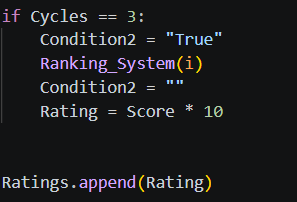 if Cycles == 3:
    Condition2 = "True"
    Ranking_System(i)
    Condition2 = ""
    Rating = Score * 10
Ratings.append(Rating)